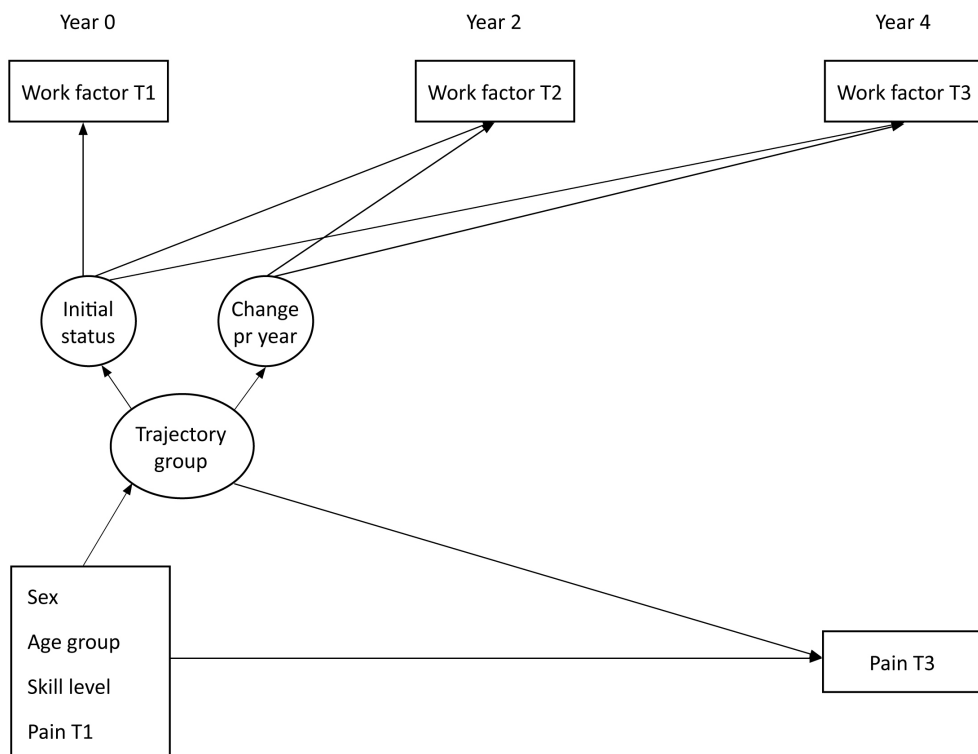 Year 0
Year 2
Year 4
Work factor T1
Work factor T2
Work factor T3
Initial
status
Change
pr year
Trajectory
group
Sex
Age group
Skill level
Pain T1
Pain T3